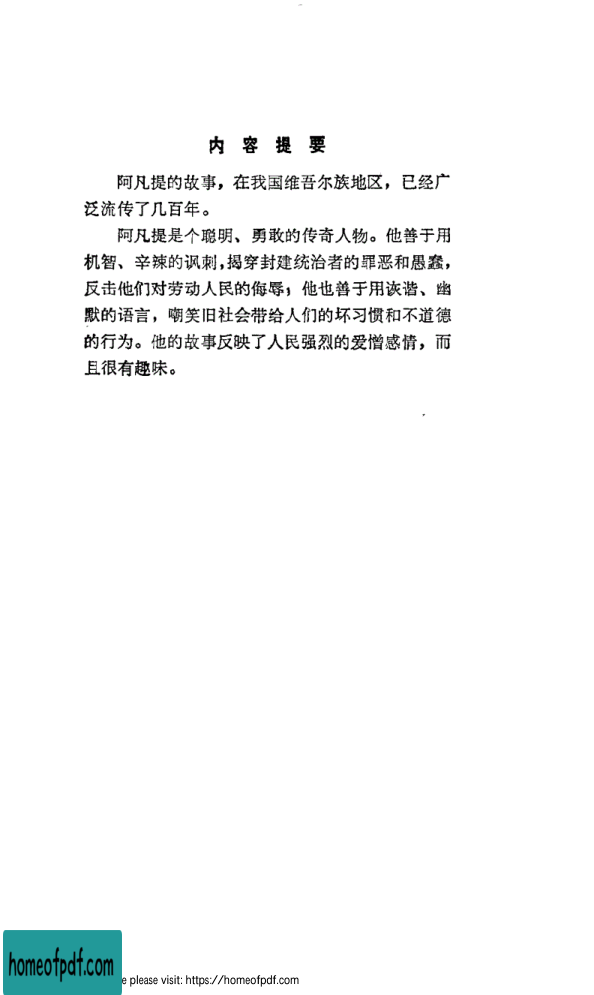 内容提要
阿凡提的故事，在我国维吾尔族地区，已经广
泛流传了几百年。
阿凡提是个聪明、勇敢的传奇人物。他善于用
机智、辛辣的讽刺，揭穿封建统治者的罪恶和愚蠢，
反击他们对劳动人民的侮辱；他也善于用诙谐、幽
默的语言，嘲笑旧社会带给人们的坏习惯和不道德
的行为。他的故事反映了人民强烈的爱憎感情，而
且很有趣味。
homeofpdf.com
e please visit: https://homeofpdf.com